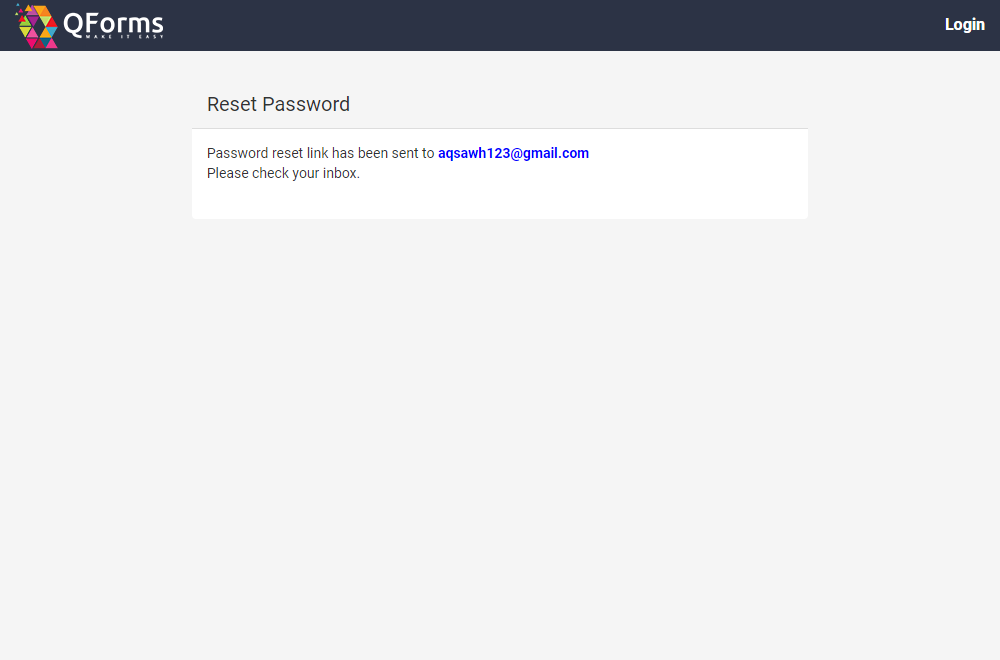 QForms
MAKE IT EASY
Login
Reset Password
Password reset link has been sent to aqsawh123@gmail.com
Please check your inbox.